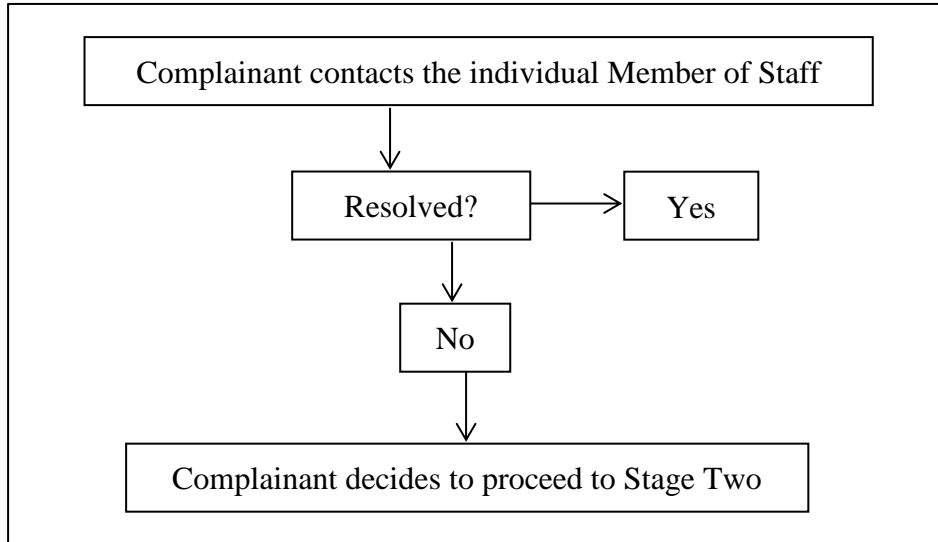 Complainant contacts the individual Member of Staff
Resolved?
Yes
No
Complainant decides to proceed to Stage Two